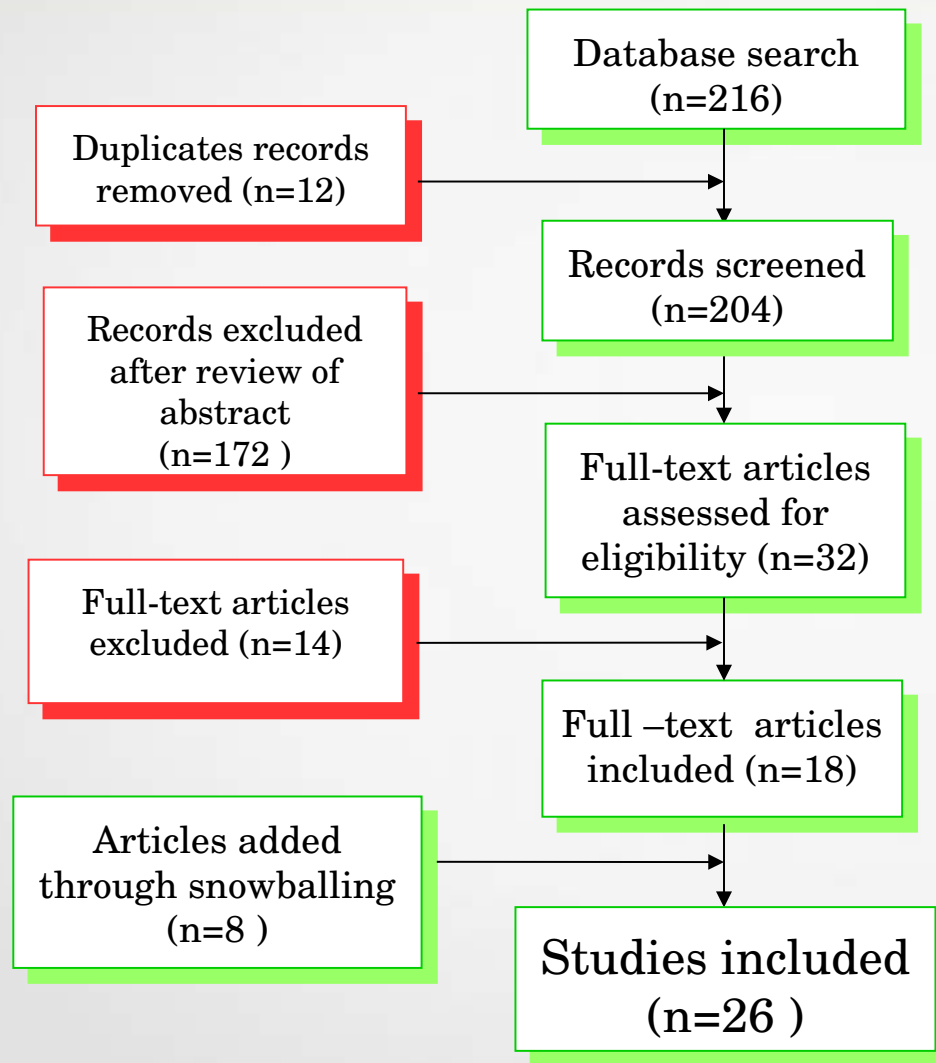 Database search
(n=216)
Duplicates records
removed (n=12)
Records screened
(n=204)
Records excluded
after review of
abstract
(n=172 )
Full-text articles
assessed for
eligibility (n=32)
Full-text articles
excluded (n=14)
Full –text  articles
included (n=18)
Articles added
through snowballing
(n=8 )
Studies included
(n=26 )